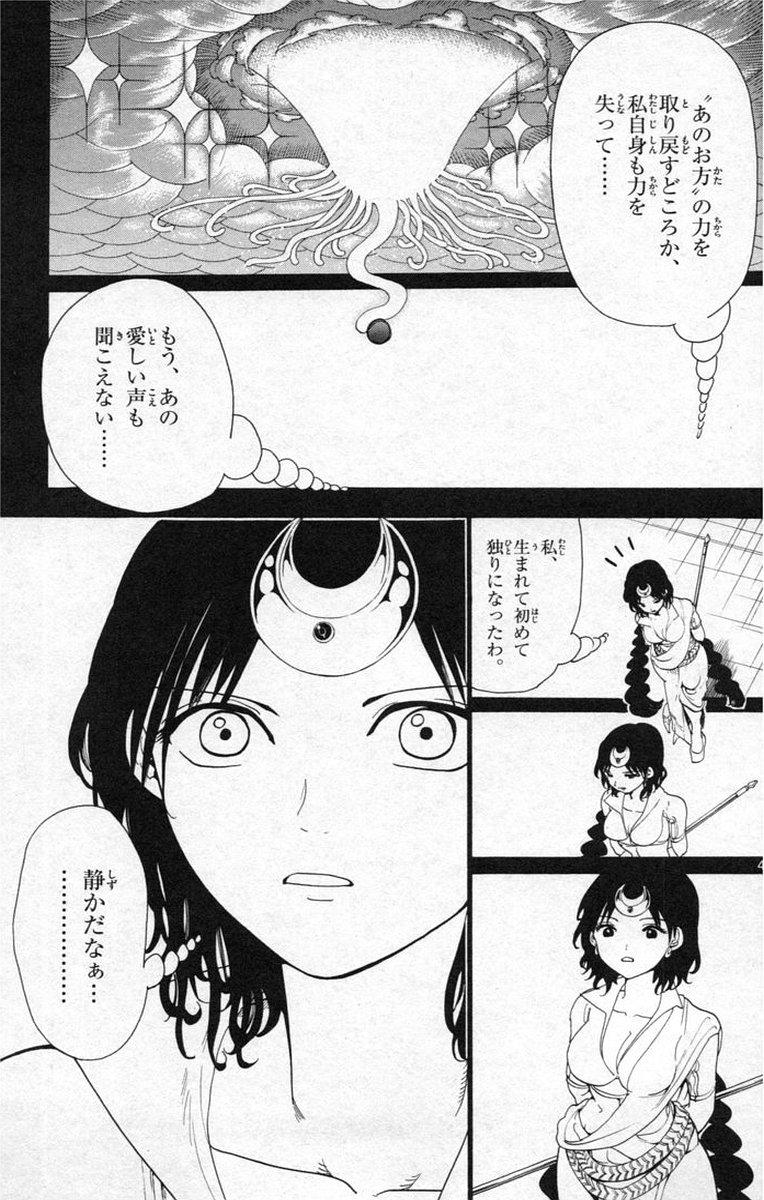 〝あのお方〟の力を
取り戻すどころか、
私自身も力を
失って……
もう、あの
愛しい声も
聞こえない……
私、
生まれて初めて
独りになったわ。
静かだなぁ…
……………